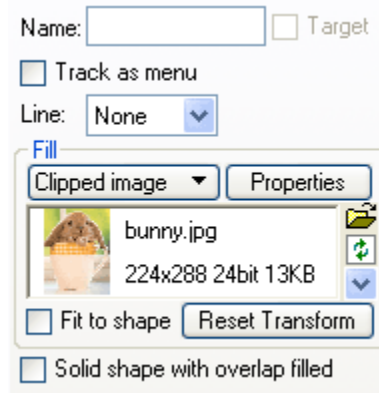 Name: Target
Track as menu
Line: None
Fill
Clipped image Properties
bunny.jpg
224x288 24bit 13KB
Fit to shape Reset Transform
Solid shape with overlap filled